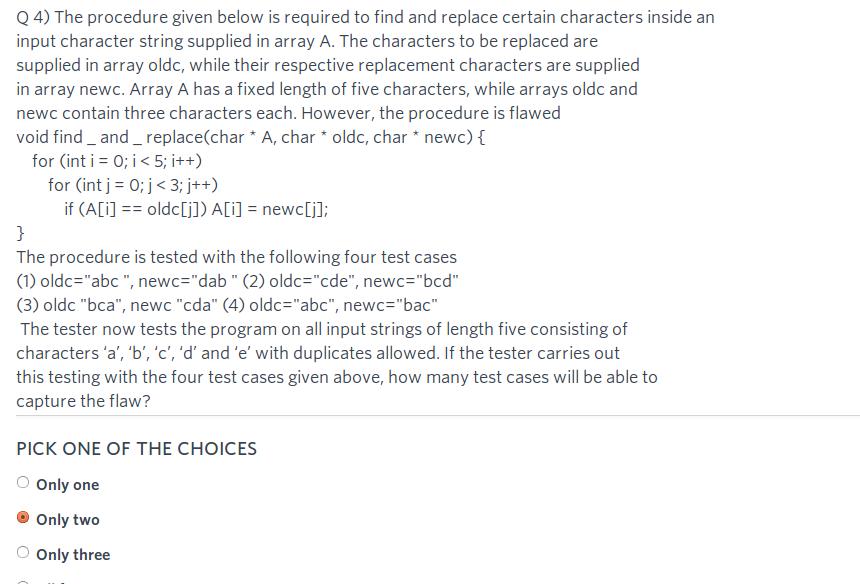 Q 4) The procedure given below is required to find and replace certain characters inside an
input character string supplied in array A. The characters to be replaced are
supplied in array oldc, while their respective replacement characters are supplied
in array newc. Array A has a fixed length of five characters, while arrays oldc and
newc contain three characters each. However, the procedure is flawed
void find _ and _ replace(char * A, char * oldc, char * newc) {
for (int i = 0; i < 5; i++)
for (int j = 0; j < 3; j++)
if (A[i] == oldc[j]) A[i] = newc[j];
}
The procedure is tested with the following four test cases
(1) oldc="abc ", newc="dab " (2) oldc="cde", newc="bcd"
(3) oldc "bca", newc "cda" (4) oldc="abc", newc="bac"
The tester now tests the program on all input strings of length five consisting of
characters 'a', 'b', 'c', 'd' and 'e' with duplicates allowed. If the tester carries out
this testing with the four test cases given above, how many test cases will be able to
capture the flaw?
PICK ONE OF THE CHOICES
Only one
Only two
Only three